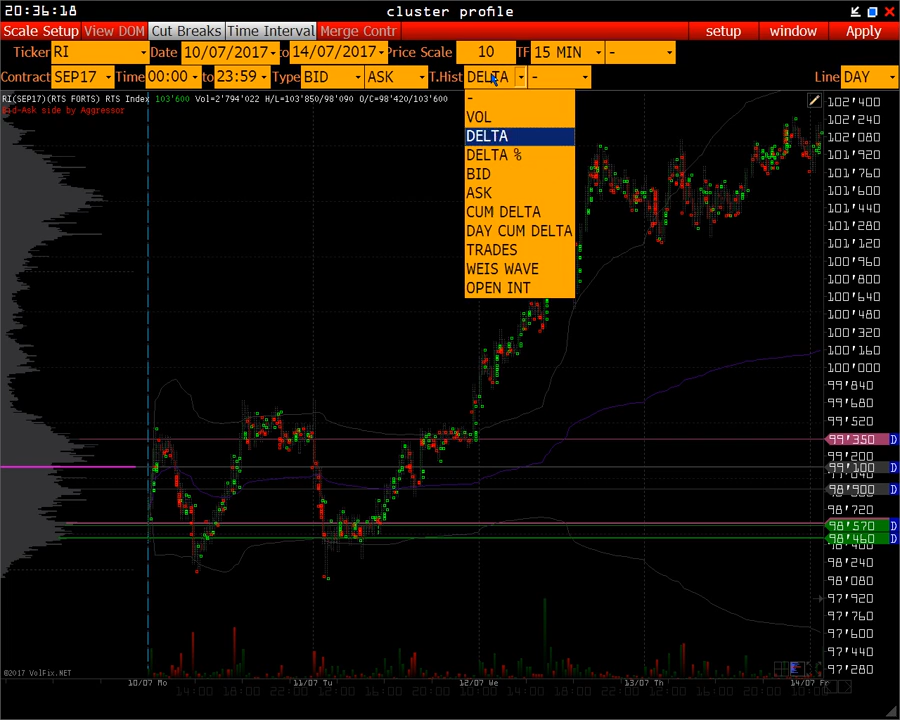 20:36:18 cluster profile
Scale Setup View DOM Cut Breaks Time Interval Merge Contr setup window Apply
Ticker RI Date 10/07/2017 to 14/07/2017 Price Scale 10 TF 15 MIN -
Contract SEP17 Time 00:00 to 23:59 Type BID ASK T.Hist DELTA - Line DAY
RI(SEP17)(RTS FORTS) RTS Index 103'600 Vol=2'794'022 H/L=103'850/98'090 O/C=98'420/103'600
Bid-Ask side by Aggressor
-
VOL
DELTA
DELTA %
BID
ASK
CUM DELTA
DAY CUM DELTA
TRADES
WEIS WAVE
OPEN INT
102'400
102'240
102'080
101'920
101'760
101'600
101'440
101'280
101'120
100'960
100'800
100'640
100'480
100'320
100'160
100'000
99'840
99'680
99'520
99'350 D
99'200
99'100 D
98'900 D
98'720
98'570 D
98'460 D
98'240
98'080
97'920
97'760
97'600
97'440
97'280
©2017 VolFix.NET
10/07 Mo 11/07 Tu 12/07 We 13/07 Th 14/07 Fr
14:00 18:00 22:00 12:00 16:00 22:00 14:00 18:00 22:00 12:00 16:00 20:00